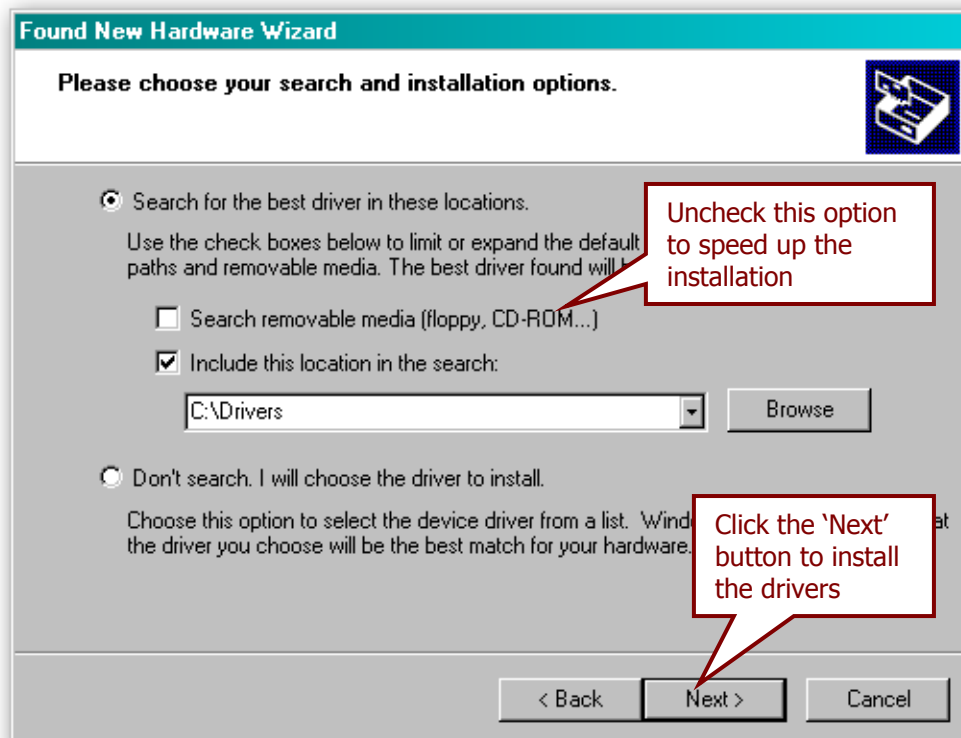 Found New Hardware Wizard
Please choose your search and installation options.
Search for the best driver in these locations.
Use the check boxes below to limit or expand the default
paths and removable media. The best driver found will
Uncheck this option
to speed up the
installation
Search removable media (floppy, CD-ROM...)
Include this location in the search:
C:\Drivers
Browse
Don't search. I will choose the driver to install.
Choose this option to select the device driver from a list.
the driver you choose will be the best match for your hardware.
Click the ‘Next’
button to install
the drivers
< Back
Next >
Cancel